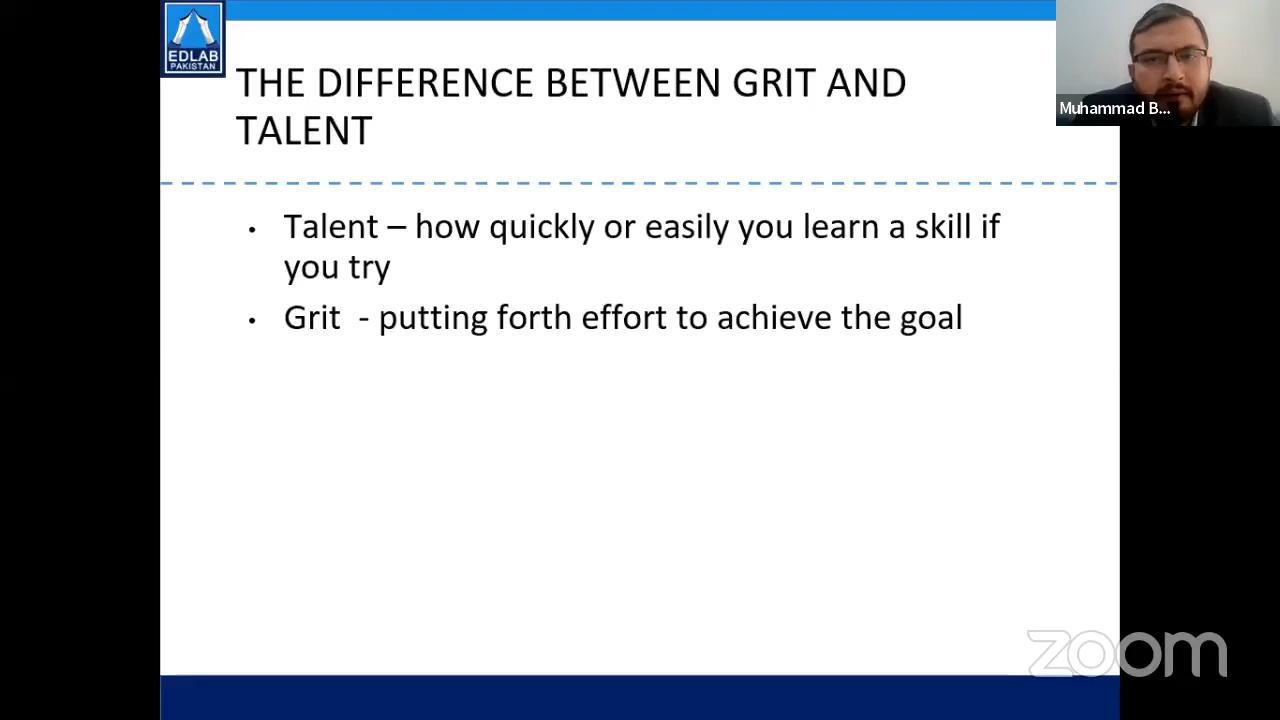 EDLAB
PAKISTAN
THE DIFFERENCE BETWEEN GRIT AND
TALENT
Muhammad B...
• Talent – how quickly or easily you learn a skill if
you try
• Grit - putting forth effort to achieve the goal
zoom